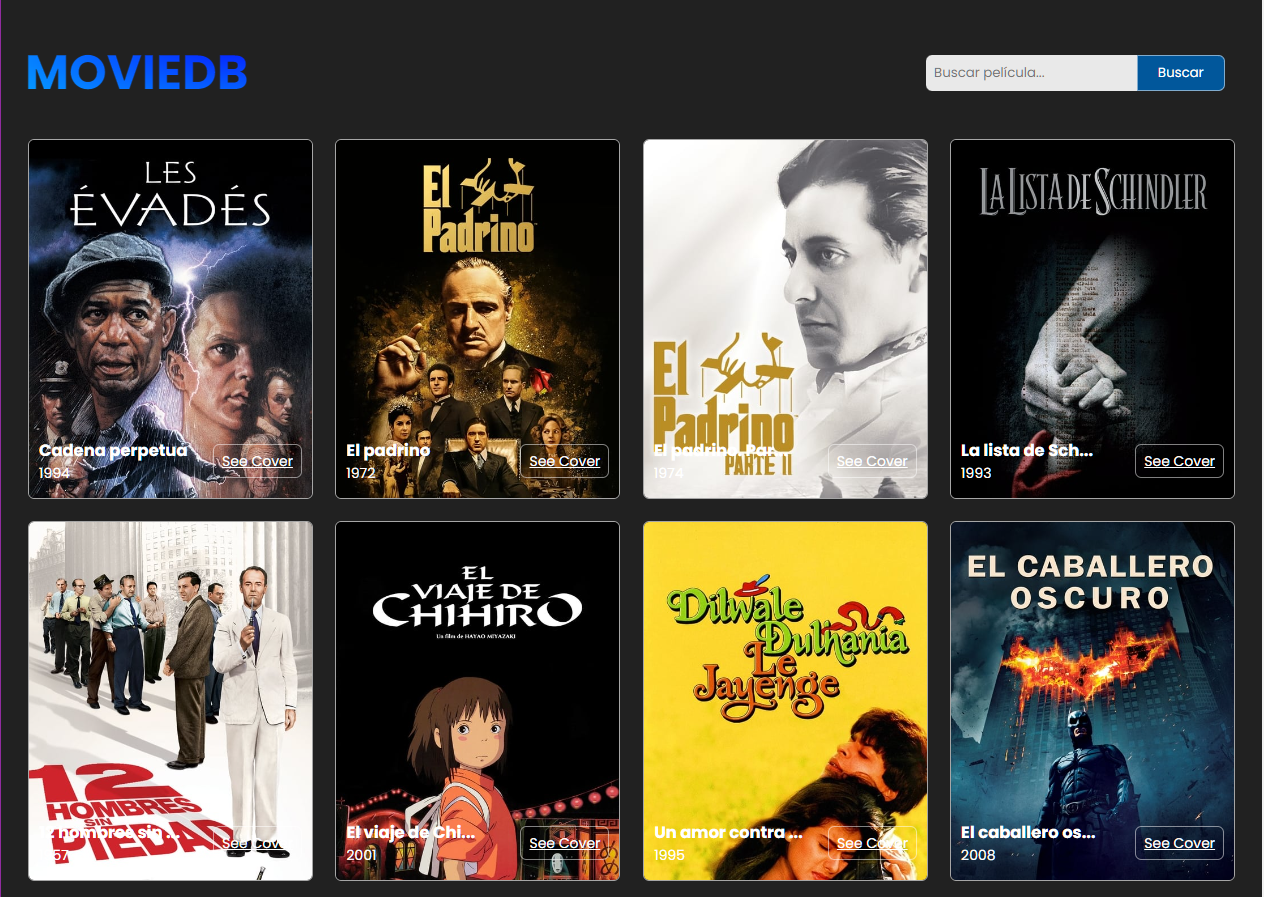 MOVIEDB
Buscar película...
Buscar
LES
ÉVADÉS
Cadena perpetua
1994
See Cover
El
Padrino
El padrino
1972
See Cover
El
Padrino
PARTE II
El padrino. Par...
1974
See Cover
LA LISTA DE SCHINDLER
La lista de Sch...
1993
See Cover
12
HOMBRES
SIN
PIEDAD
12 hombres sin ...
1957
See Cover
EL
VIAJE DE
CHIHIRO
Un film de HAYAO MIYAZAKI
El viaje de Chi...
2001
See Cover
Dilwale
Dulhania
Le
Jayenge
Un amor contra ...
1995
See Cover
EL CABALLERO
OSCURO
El caballero os...
2008
See Cover